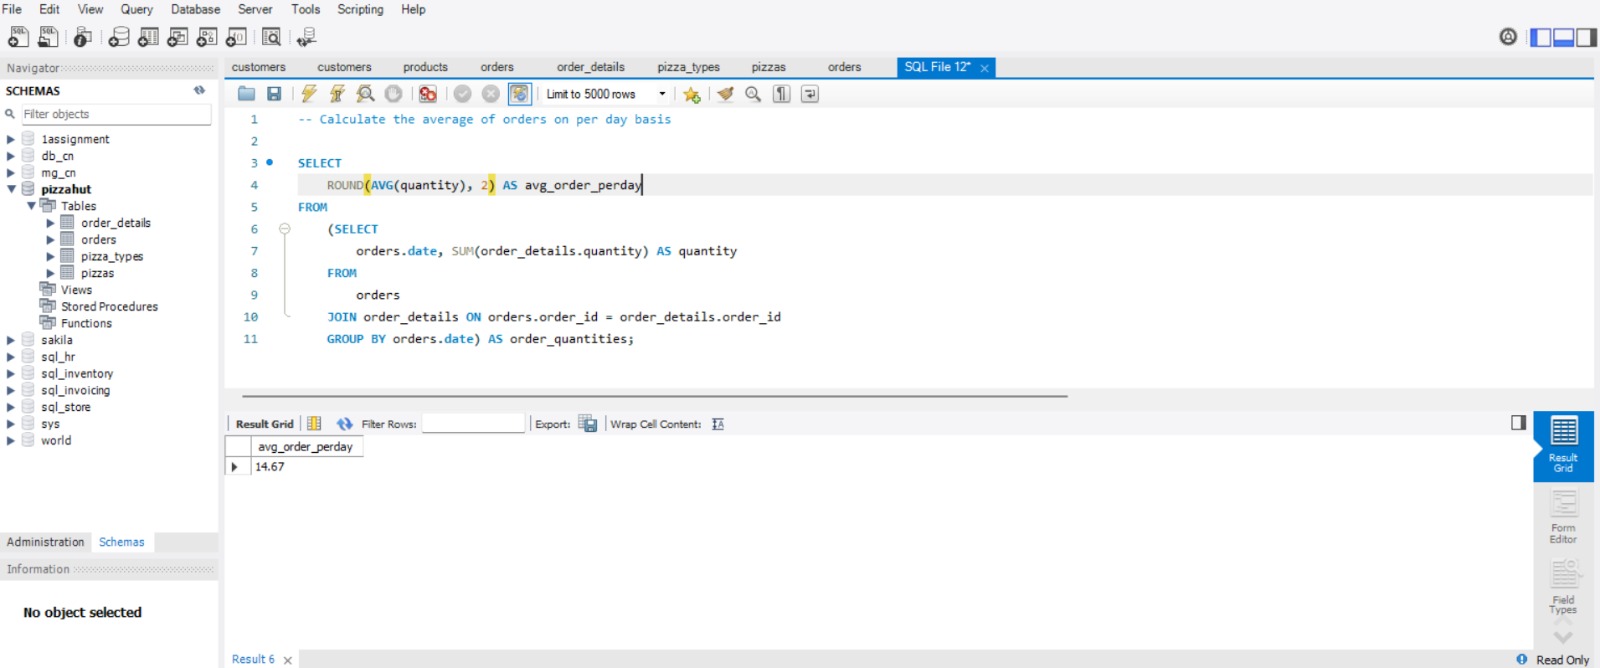 File Edit View Query Database Server Tools Scripting Help
Navigator
SCHEMAS
Filter objects
1assignment
db_cn
mg_cn
pizzahut
Tables
order_details
orders
pizza_types
pizzas
Views
Stored Procedures
Functions
sakila
sql_hr
sql_inventory
sql_invoicing
sql_store
sys
world
Administration Schemas
Information
No object selected
customers customers products orders order_details pizza_types pizzas orders SQL File 12*
Limit to 5000 rows
1 -- Calculate the average of orders on per day basis
2
3 SELECT
4 ROUND(AVG(quantity), 2) AS avg_order_perday
5 FROM
6 (SELECT
7 orders.date, SUM(order_details.quantity) AS quantity
8 FROM
9 orders
10 JOIN order_details ON orders.order_id = order_details.order_id
11 GROUP BY orders.date) AS order_quantities;
Result Grid Filter Rows: Export: Wrap Cell Content:
avg_order_perday
14.67
Result
Grid
Form
Editor
Field
Types
Result 6
Read Only